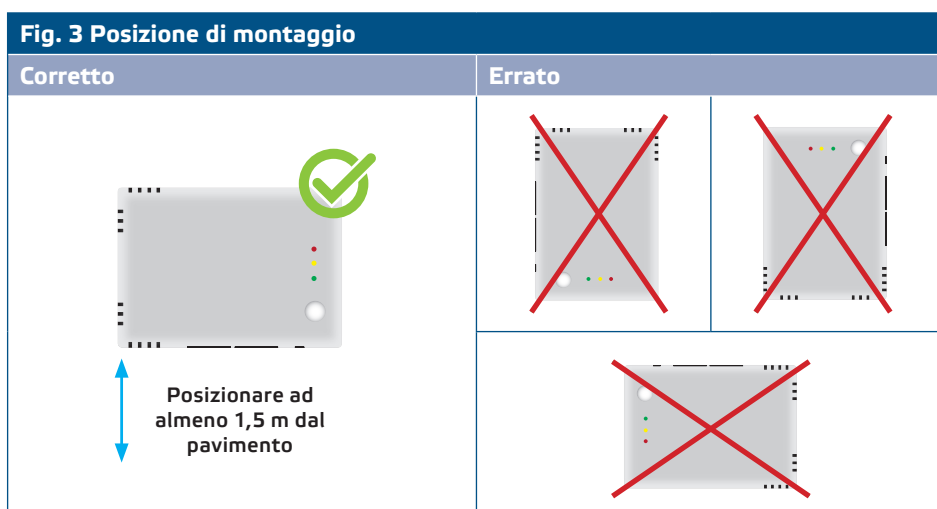 Fig. 3 Posizione di montaggio
Corretto
Errato
Posizionare ad
almeno 1,5 m dal
pavimento